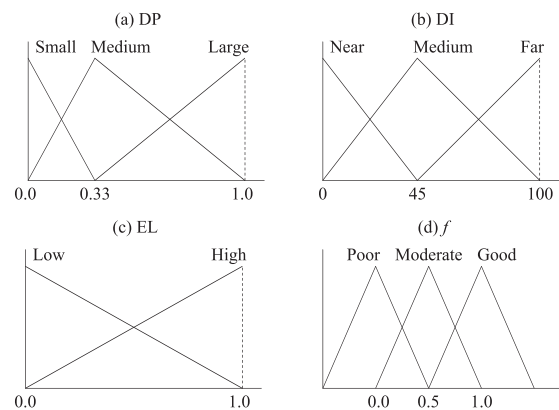 (a) DP
Small Medium Large
0.0 0.33 1.0
(b) DI
Near Medium Far
0 45 100
(c) EL
Low High
0.0 1.0
(d) f
Poor Moderate Good
0.0 0.5 1.0